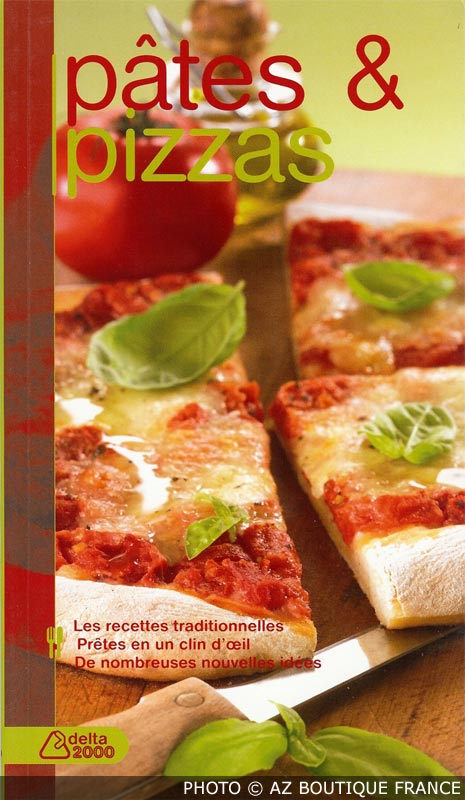 pâtes &
pizzas
Les recettes traditionnelles
Prêtes en un clin d'œil
De nombreuses nouvelles idées
delta
2000
PHOTO © AZ BOUTIQUE FRANCE